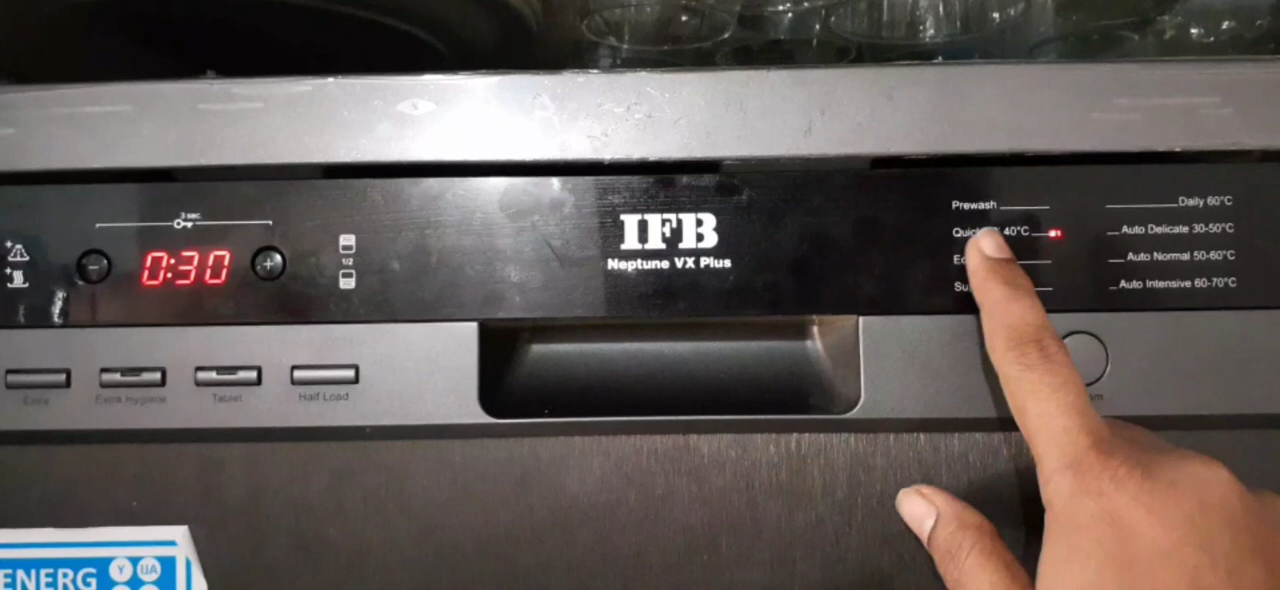 3 sec.
0:30
1/2
IFB
Neptune VX Plus
Prewash
40°C
Daily 60°C
Auto Delicate 30-50°C
Auto Normal 50-60°C
Auto Intensive 60-70°C
Extra
Extra Hygiene
Tablet
Half Load
ENERG
Y
IJA